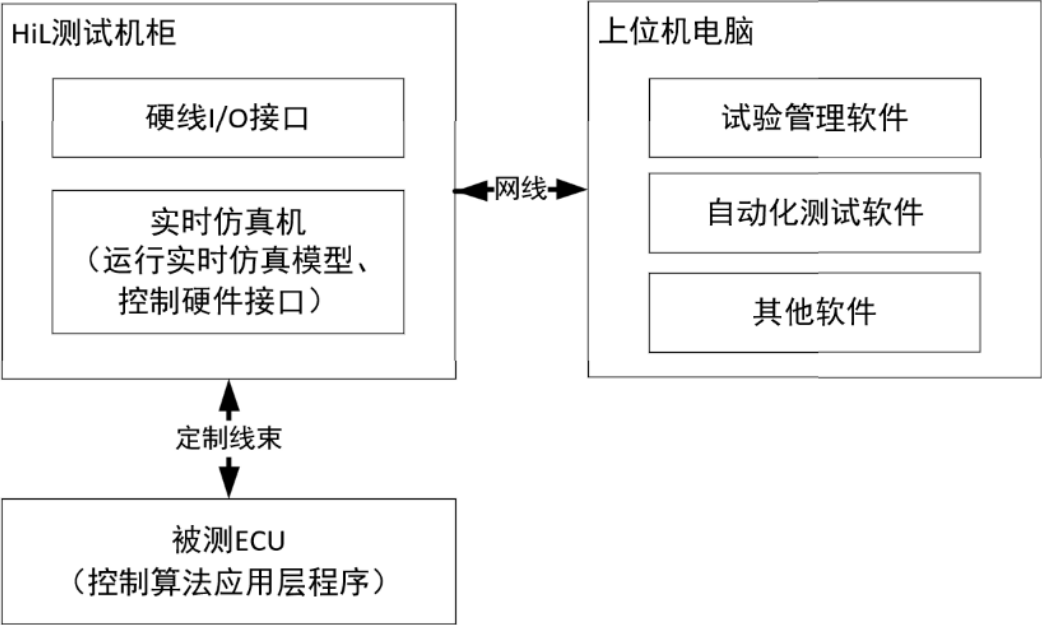 HiL测试机柜
硬线I/O接口
实时仿真机
（运行实时仿真模型、
控制硬件接口）
网线
上位机电脑
试验管理软件
自动化测试软件
其他软件
定制线束
被测ECU
（控制算法应用层程序）